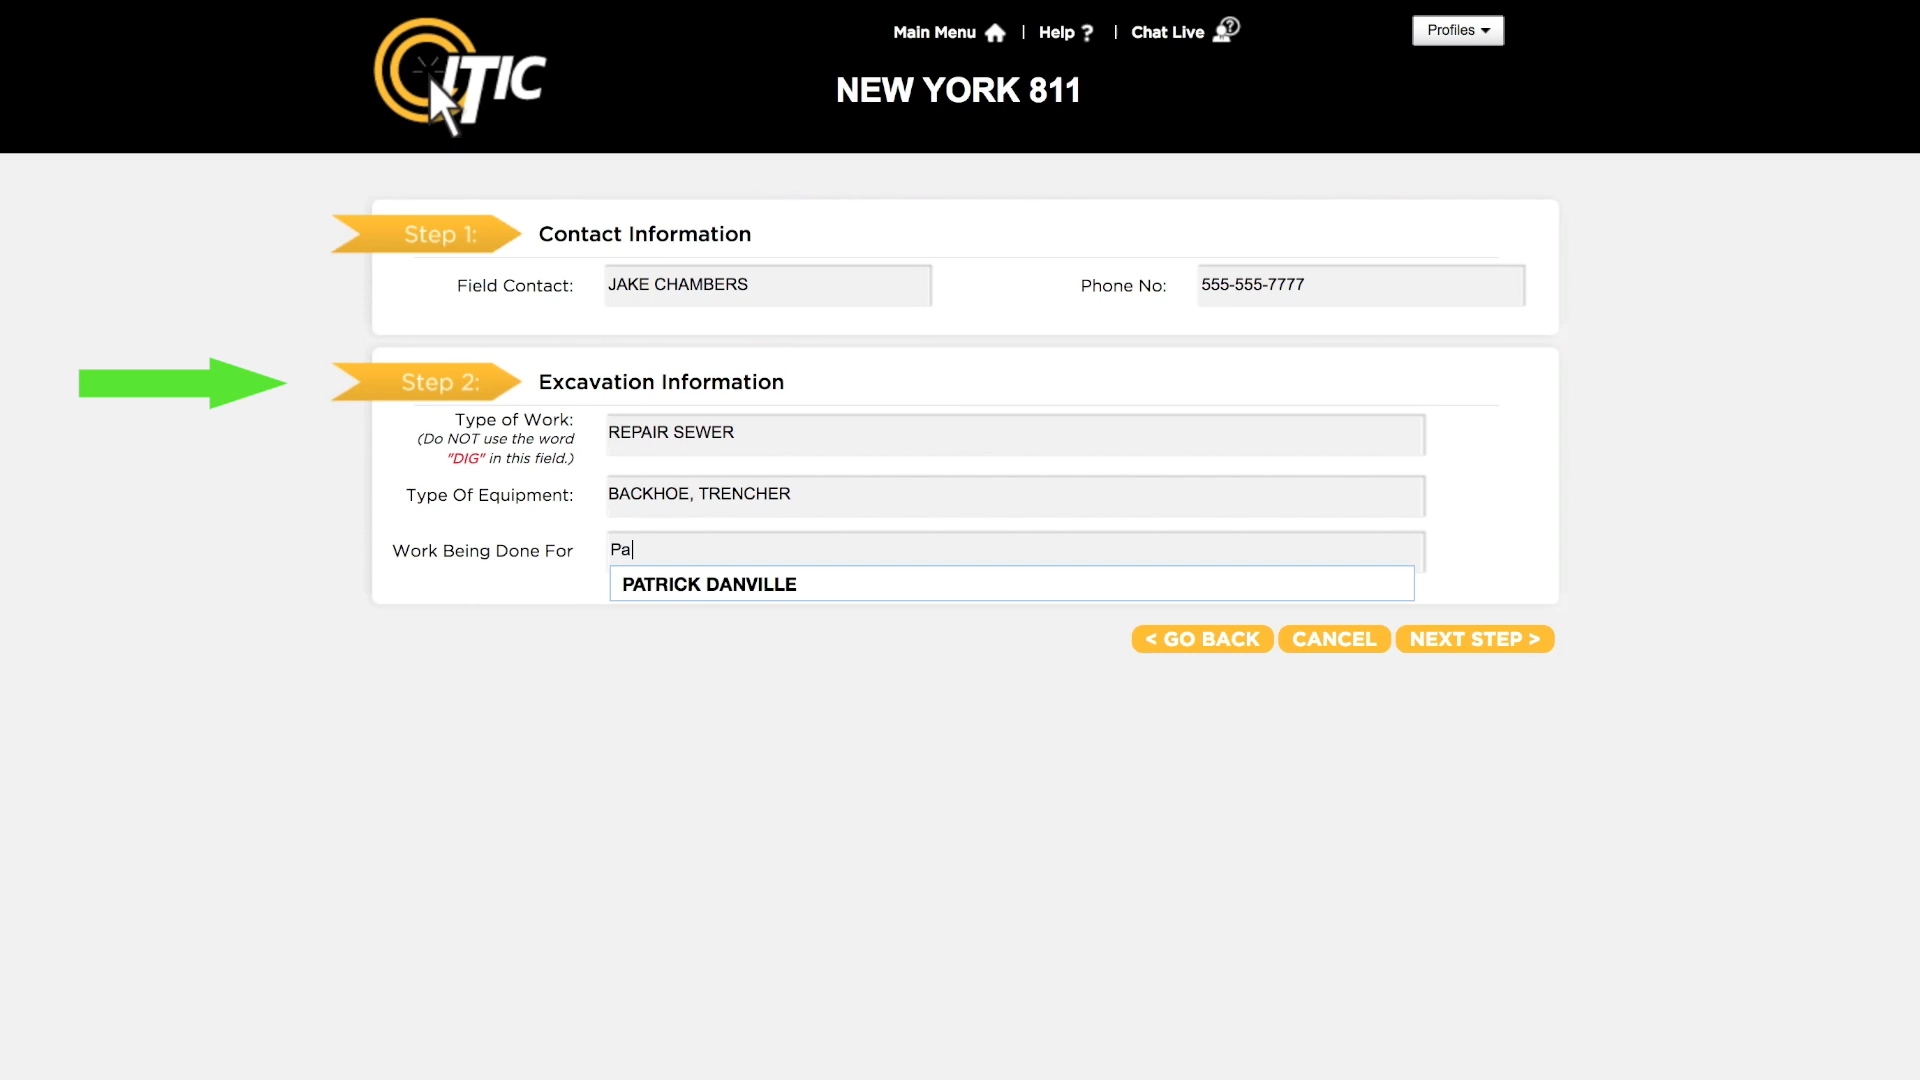 ITIC
Main Menu | Help ? | Chat Live ?
Profiles
NEW YORK 811
Step 1: Contact Information
Field Contact: JAKE CHAMBERS Phone No: 555-555-7777
Step 2: Excavation Information
Type of Work: REPAIR SEWER
(Do NOT use the word
"DIG" in this field.)
Type Of Equipment: BACKHOE, TRENCHER
Work Being Done For Pa
PATRICK DANVILLE
< GO BACK CANCEL NEXT STEP >